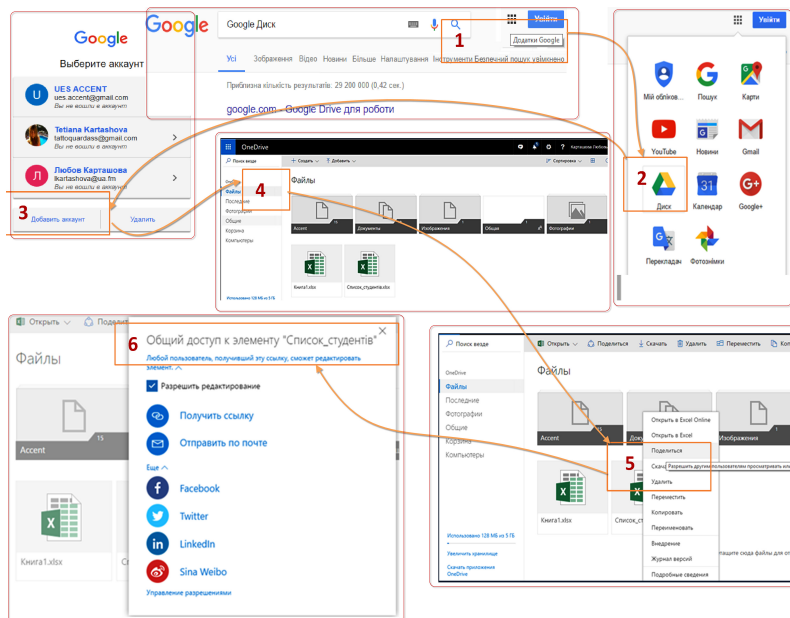 Google
Выберите аккаунт
UES ACCENT
ues.accent@gmail.com
Вы не вошли в аккаунт
Tetiana Kartashova
tattoquardass@gmail.com
Вы не вошли в аккаунт
Л
Любов Карташова
lkartashova@ua.fm
Вы не вошли в аккаунт
3
Добавить аккаунт
Удалить
Google
Google Диск
Увійти
1
Додатки Google
Усі Зображення Відео Новини Більше Налаштування Інструменти Безпечний пошук увімкнено
Приблизна кількість результатів: 29 200 000 (0,42 сек.)
google.com - Google Drive для роботи
Увійти
Мій обліков...
Пошук
Карти
YouTube
Новини
Gmail
2
Диск
31
Календар
Google+
Перекладач
Фотознімки
OneDrive
Карташова Любов
Поиск везде
Создать
Добавить
Сортировка
4
Файлы
Файлы
Последние
Фотографии
Общие
Корзина
Компьютеры
Accent
Документы
Изображения
Общие
Фотографии
Книга1.xlsx
Список_студентів.xlsx
Использовано 128 МБ из 5 ГБ
Открыть
Файлы
15
Accent
Книга1.xlsx
6
Общий доступ к элементу "Список_студентів"
Любой пользователь, получивший эту ссылку, сможет редактировать
элемент.
Разрешить редактирование
Получить ссылку
Отправить по почте
Еще
Facebook
Twitter
LinkedIn
Sina Weibo
Управление разрешениями
Поиск везде
Открыть
Поделиться
Скачать
Удалить
Переместить
OneDrive
Файлы
Файлы
Последние
Фотографии
Общие
Корзина
Компьютеры
15
Accent
Изображения
1
5
Книга1.xlsx
Открыть в Excel Online
Открыть в Excel
Поделиться
Разрешить другим пользователям просматривать или
Удалить
Переместить
Копировать
Переименовать
Внедрение
Журнал версий
Подробные сведения
Использовано 128 МБ из 5 ГБ
Увеличить хранилище
Скачать приложения
OneDrive